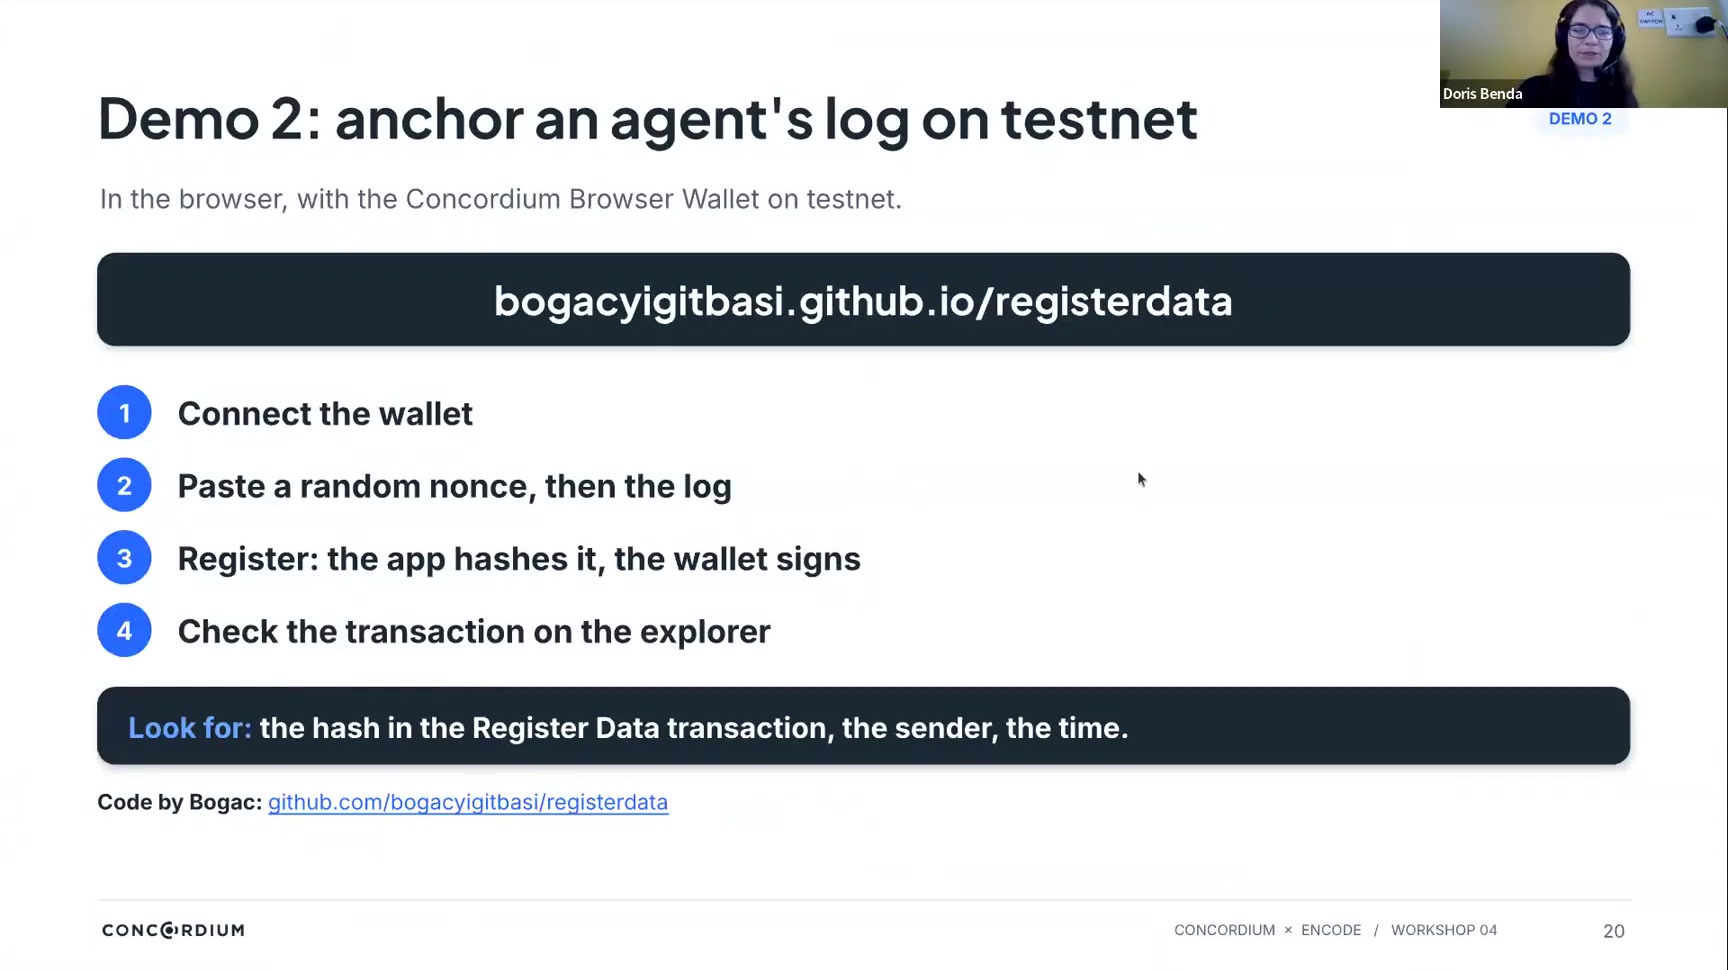 AC
SWITCH
Doris Benda
Demo 2: anchor an agent's log on testnet
DEMO 2
In the browser, with the Concordium Browser Wallet on testnet.
bogacyigitbasi.github.io/registerdata
1 Connect the wallet
2 Paste a random nonce, then the log
3 Register: the app hashes it, the wallet signs
4 Check the transaction on the explorer
Look for: the hash in the Register Data transaction, the sender, the time.
Code by Bogac: github.com/bogacyigitbasi/registerdata
CONCORDIUM
CONCORDIUM × ENCODE / WORKSHOP 04
20